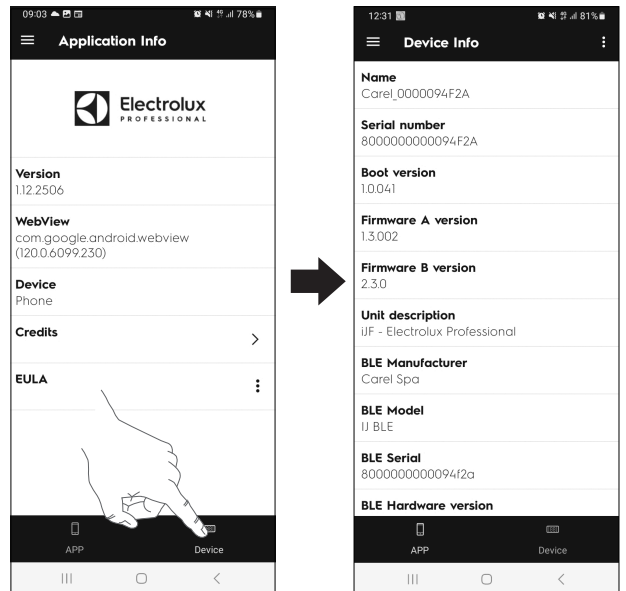 09:03 78%
Application Info
Electrolux
PROFESSIONAL
Version
1.12.2506
WebView
com.google.android.webview
(120.0.6099.230)
Device
Phone
Credits
EULA
APP Device
12:31 81%
Device Info
Name
Carel_0000094F2A
Serial number
8000000000094F2A
Boot version
1.0.041
Firmware A version
1.3.002
Firmware B version
2.3.0
Unit description
iJF - Electrolux Professional
BLE Manufacturer
Carel Spa
BLE Model
IJ BLE
BLE Serial
8000000000094f2a
BLE Hardware version
APP Device